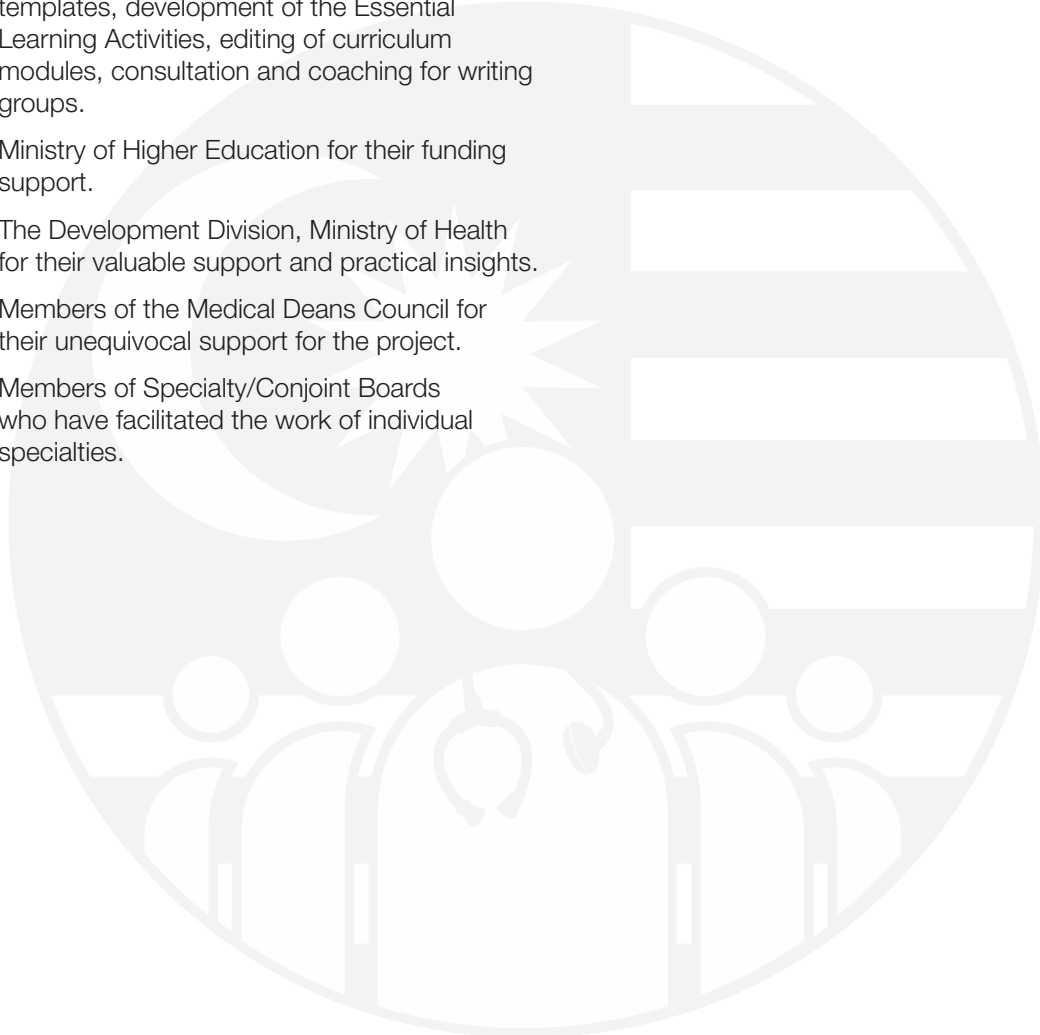 templates, development of the Essential
Learning Activities, editing of curriculum
modules, consultation and coaching for writing
groups.
Ministry of Higher Education for their funding
support.
The Development Division, Ministry of Health
for their valuable support and practical insights.
Members of the Medical Deans Council for
their unequivocal support for the project.
Members of Specialty/Conjoint Boards
who have facilitated the work of individual
specialties.